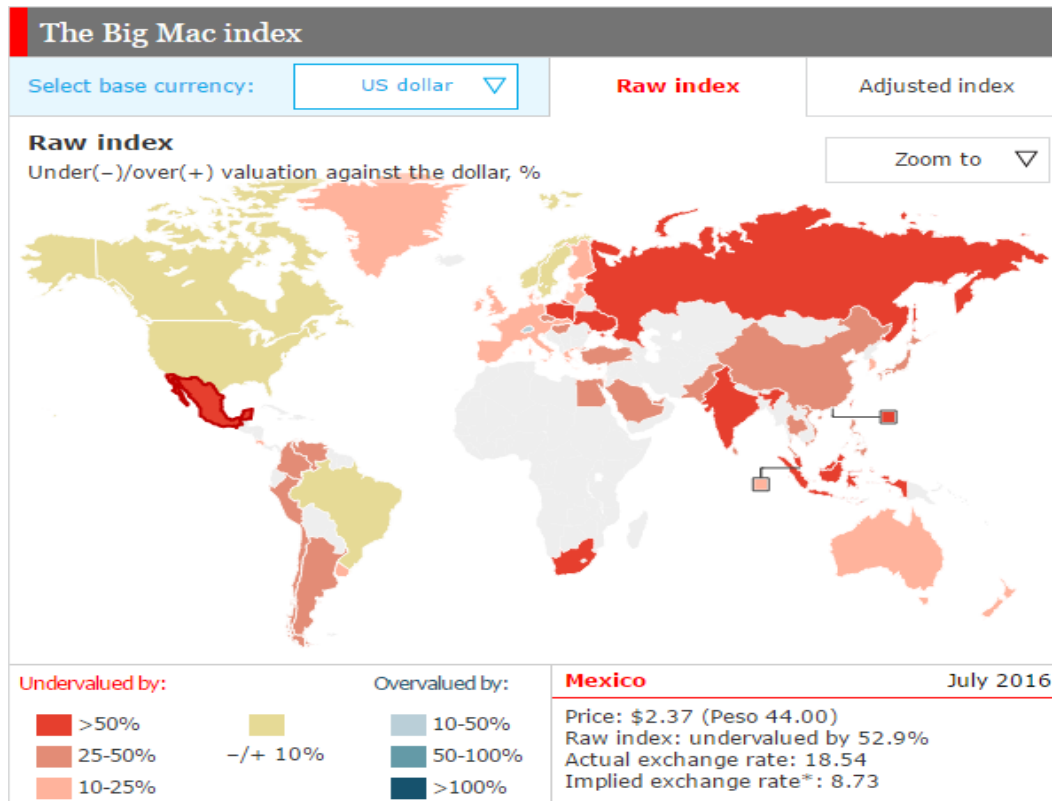 The Big Mac index
Select base currency:
US dollar
Raw index
Adjusted index
Raw index
Under(−)/over(+) valuation against the dollar, %
Zoom to
Undervalued by:
>50%
25-50%
10-25%
−/+ 10%
Overvalued by:
10-50%
50-100%
>100%
Mexico
July 2016
Price: $2.37 (Peso 44.00)
Raw index: undervalued by 52.9%
Actual exchange rate: 18.54
Implied exchange rate*: 8.73